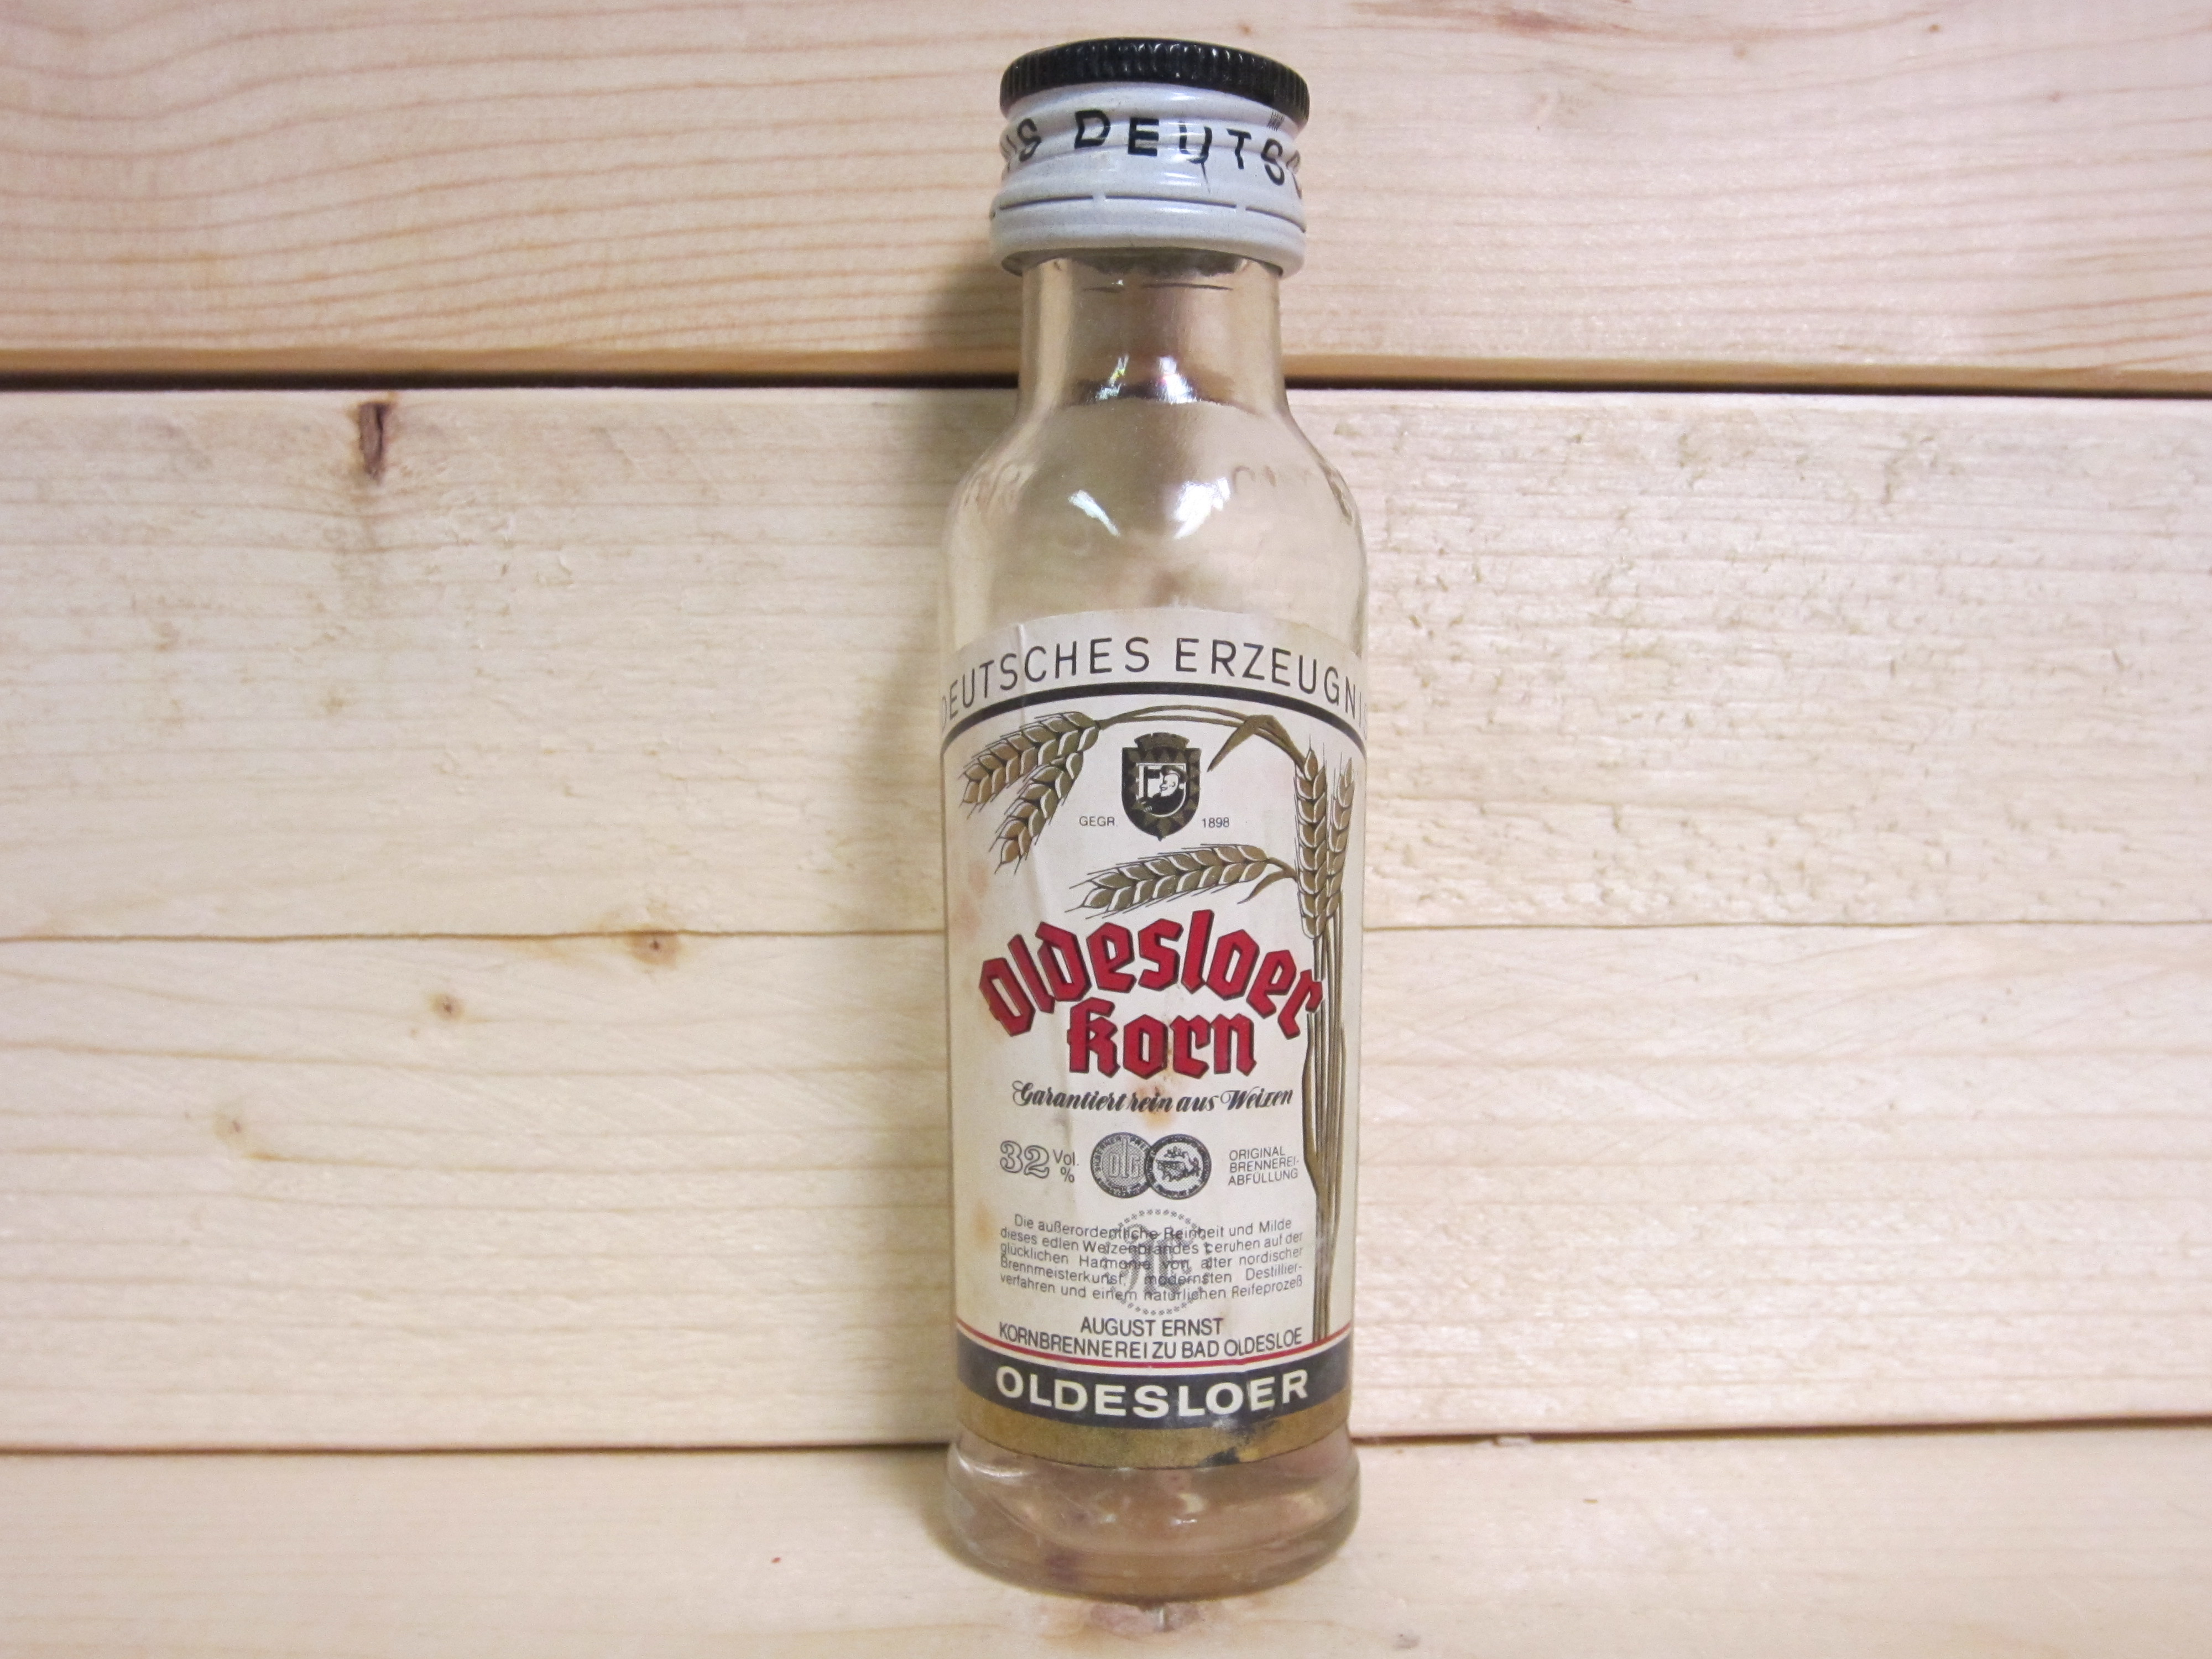 DEUTSC
DEUTSCHES ERZEUGNI
GEGR. 1898
Oldesloer
Korn
Garantiert rein aus Weizen
32 Vol. %
DLG
ORIGINAL
BRENNEREI-
ABFÜLLUNG
Die außerordentliche Reinheit und Milde
dieses edlen Weizenbrandes beruhen auf der
glücklichen Harmonie von alter nordischer
Brennmeisterkunst, modernsten Destillier-
verfahren und einem natürlichen Reifeprozeß
AUGUST ERNST
KORNBRENNEREI ZU BAD OLDESLOE
OLDESLOER